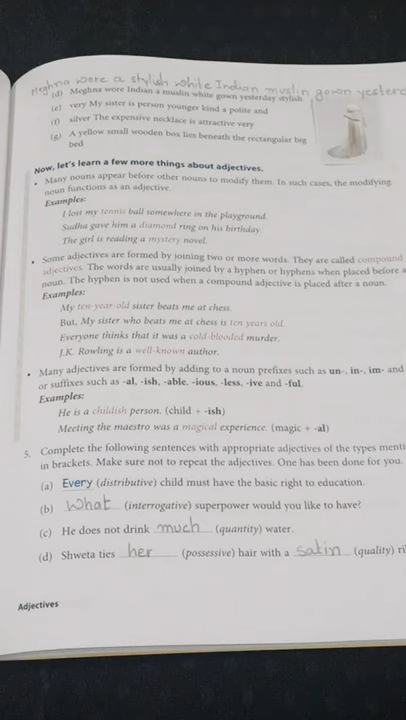 Meghna wore a stylish white Indian muslin gown
(d) Meghna wore Indian a muslin white gown yesterday stylish
(e) very My sister is person younger kind a polite and
(f) silver The expensive necklace is attractive very
(g) A yellow small wooden box lies beneath the rectangular big
bed
Now, let's learn a few more things about adjectives.
• Many nouns appear before other nouns to modify them. In such cases, the modifying
noun functions as an adjective.
Examples:
I lost my tennis ball somewhere in the playground.
Sudha gave him a diamond ring on his birthday.
The girl is reading a mystery novel.
• Some adjectives are formed by joining two or more words. They are called compound
adjectives. The words are usually joined by a hyphen or hyphens when placed before a
noun. The hyphen is not used when a compound adjective is placed after a noun.
Examples:
My ten-year-old sister beats me at chess.
But, My sister who beats me at chess is ten years old.
Everyone thinks that it was a cold-blooded murder.
J.K. Rowling is a well-known author.
• Many adjectives are formed by adding to a noun prefixes such as un-, in-, im- and
or suffixes such as -al, -ish, -able, -ious, -less, -ive and -ful.
Examples:
He is a childish person. (child + -ish)
Meeting the maestro was a magical experience. (magic + -al)
5. Complete the following sentences with appropriate adjectives of the types menti
in brackets. Make sure not to repeat the adjectives. One has been done for you.
(a) Every (distributive) child must have the basic right to education.
(b) What (interrogative) superpower would you like to have?
(c) He does not drink much (quantity) water.
(d) Shweta ties her (possessive) hair with a satin (quality) ri
Adjectives